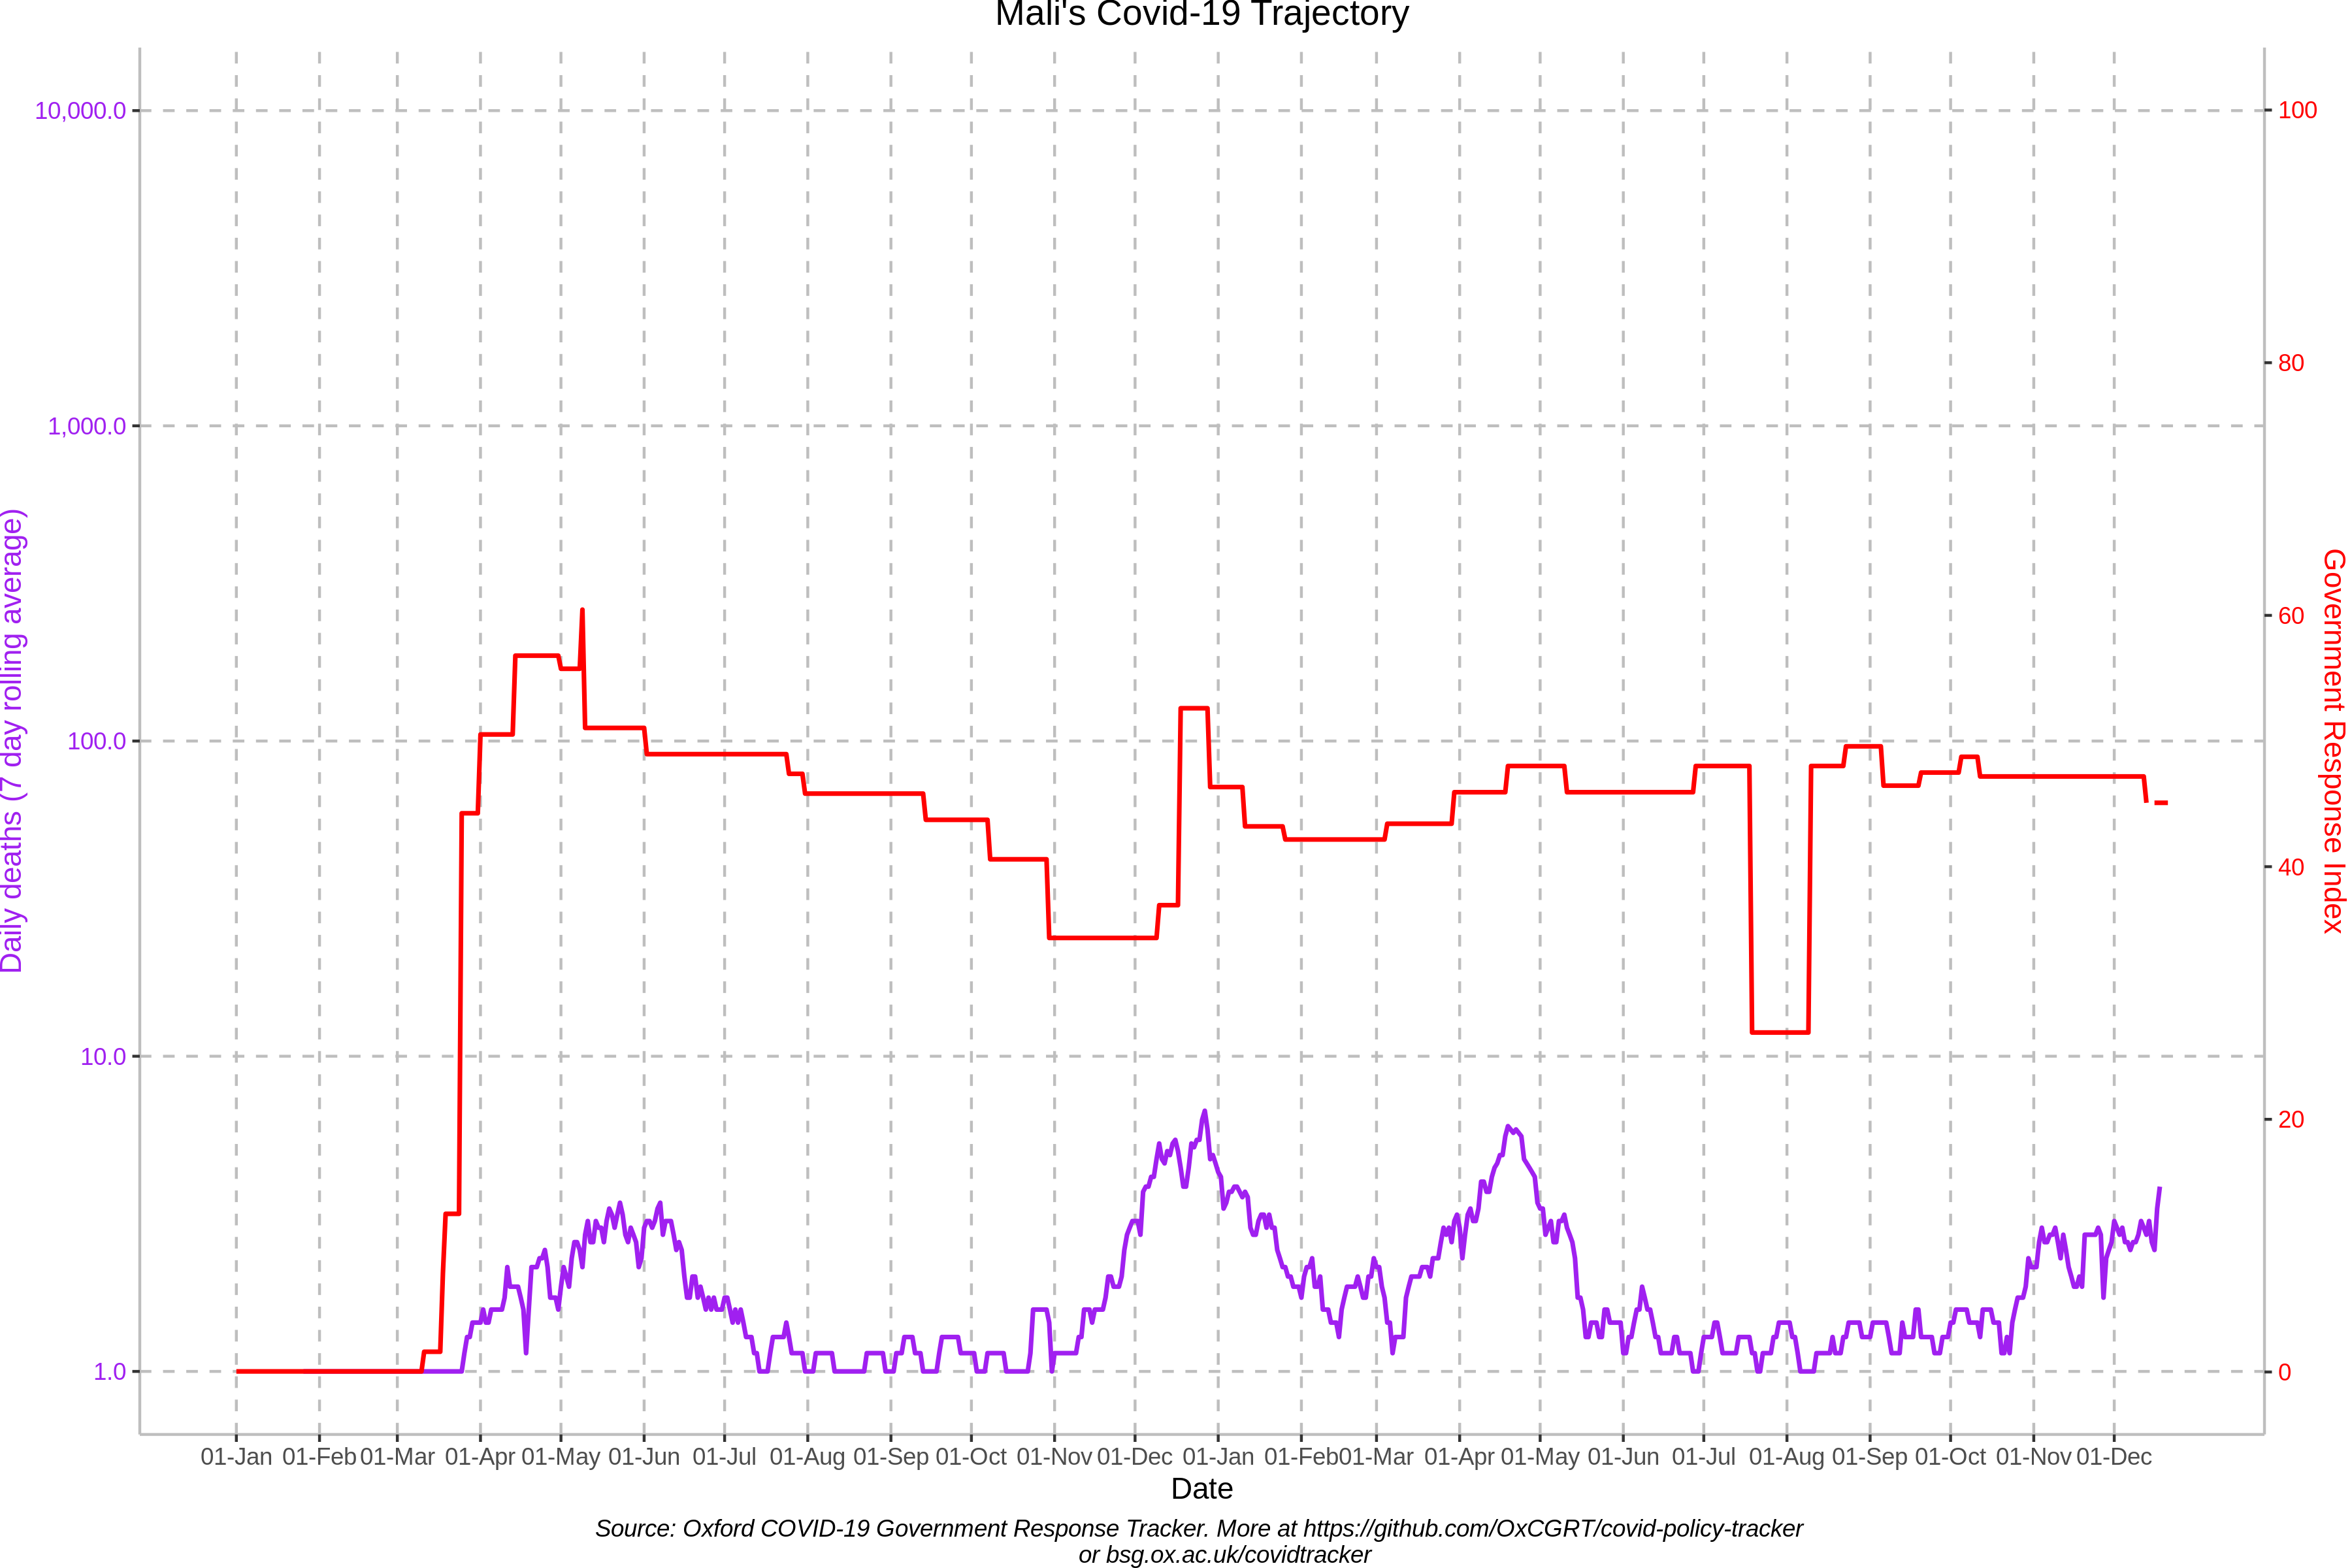 Mali's Covid-19 Trajectory
Daily deaths (7 day rolling average)
10,000.0
1,000.0
100.0
10.0
1.0
100
80
60
40
20
0
Government Response Index
01-Jan 01-Feb 01-Mar 01-Apr 01-May 01-Jun 01-Jul 01-Aug 01-Sep 01-Oct 01-Nov 01-Dec 01-Jan 01-Feb 01-Mar 01-Apr 01-May 01-Jun 01-Jul 01-Aug 01-Sep 01-Oct 01-Nov 01-Dec
Date
Source: Oxford COVID-19 Government Response Tracker. More at https://github.com/OxCGRT/covid-policy-tracker
or bsg.ox.ac.uk/covidtracker